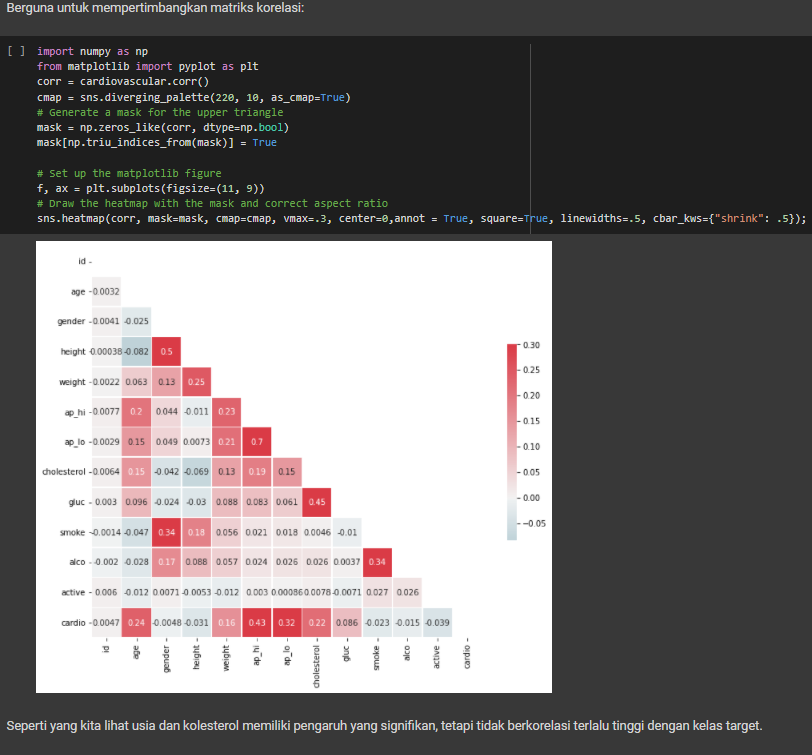 Berguna untuk mempertimbangkan matriks korelasi:
[ ] import numpy as np
from matplotlib import pyplot as plt
corr = cardiovascular.corr()
cmap = sns.diverging_palette(220, 10, as_cmap=True)
# Generate a mask for the upper triangle
mask = np.zeros_like(corr, dtype=np.bool)
mask[np.triu_indices_from(mask)] = True
# Set up the matplotlib figure
f, ax = plt.subplots(figsize=(11, 9))
# Draw the heatmap with the mask and correct aspect ratio
sns.heatmap(corr, mask=mask, cmap=cmap, vmax=.3, center=0,annot = True, square=True, linewidths=.5, cbar_kws={"shrink": .5});
id
age 0.0032
gender 0.0041 -0.025
height 0.00038 -0.082 0.5
weight 0.0022 0.063 0.13 0.25
ap_hi 0.0077 0.2 0.044 -0.011 0.23
ap_lo 0.0029 0.15 0.049 0.0073 0.21 0.7
cholesterol 0.0064 0.15 -0.042 -0.069 0.13 0.19 0.15
gluc 0.003 0.096 -0.024 -0.03 0.088 0.083 0.061 0.45
smoke -0.0014 -0.047 0.34 0.18 0.056 0.021 0.018 0.0046 -0.01
alco -0.002 -0.028 0.17 0.088 0.057 0.024 0.026 0.026 0.0037 0.34
active 0.006 -0.012 0.0071 -0.0053 -0.012 0.003 0.00086 0.0078 -0.0071 0.027 0.026
cardio 0.0047 0.24 -0.0048 -0.031 0.16 0.43 0.32 0.22 0.086 -0.023 -0.015 -0.039
id age gender height weight ap_hi ap_lo cholesterol gluc smoke alco active cardio
0.30
0.25
0.20
0.15
0.10
0.05
0.00
-0.05
Seperti yang kita lihat usia dan kolesterol memiliki pengaruh yang signifikan, tetapi tidak berkorelasi terlalu tinggi dengan kelas target.